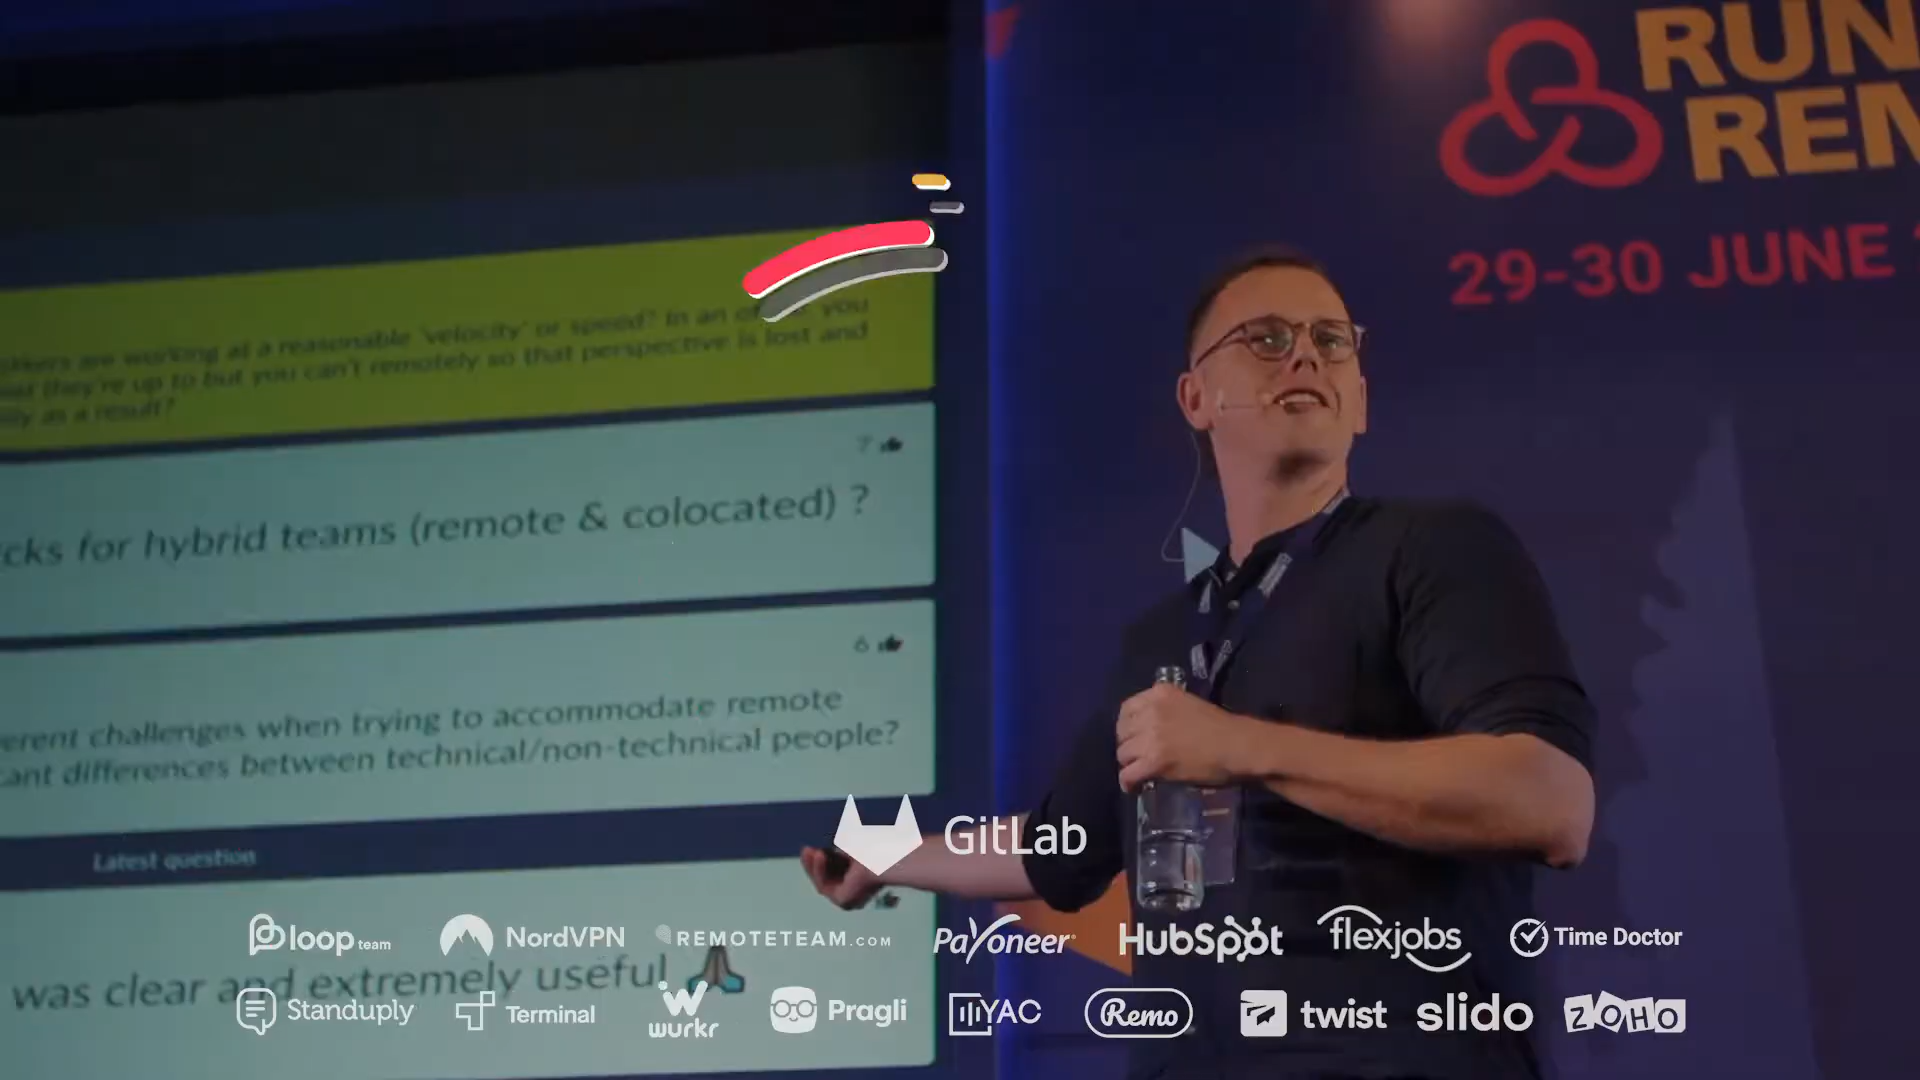 RUN
REM
29-30 JUNE
are working at a reasonable 'velocity' or speed? In an you
they're up to but you can't remotely so that perspective is lost and
as a result?
7
cks for hybrid teams (remote & colocated) ?
6
erent challenges when trying to accommodate remote
cant differences between technical/non-technical people?
GitLab
Latest question
loop team
NordVPN
REMOTETEAM.COM
Payoneer
HubSpot
flexjobs
Time Doctor
was clear and extremely useful!
Standuply
Terminal
wurkr
Pragli
YAC
Remo
twist
slido
ZOHO